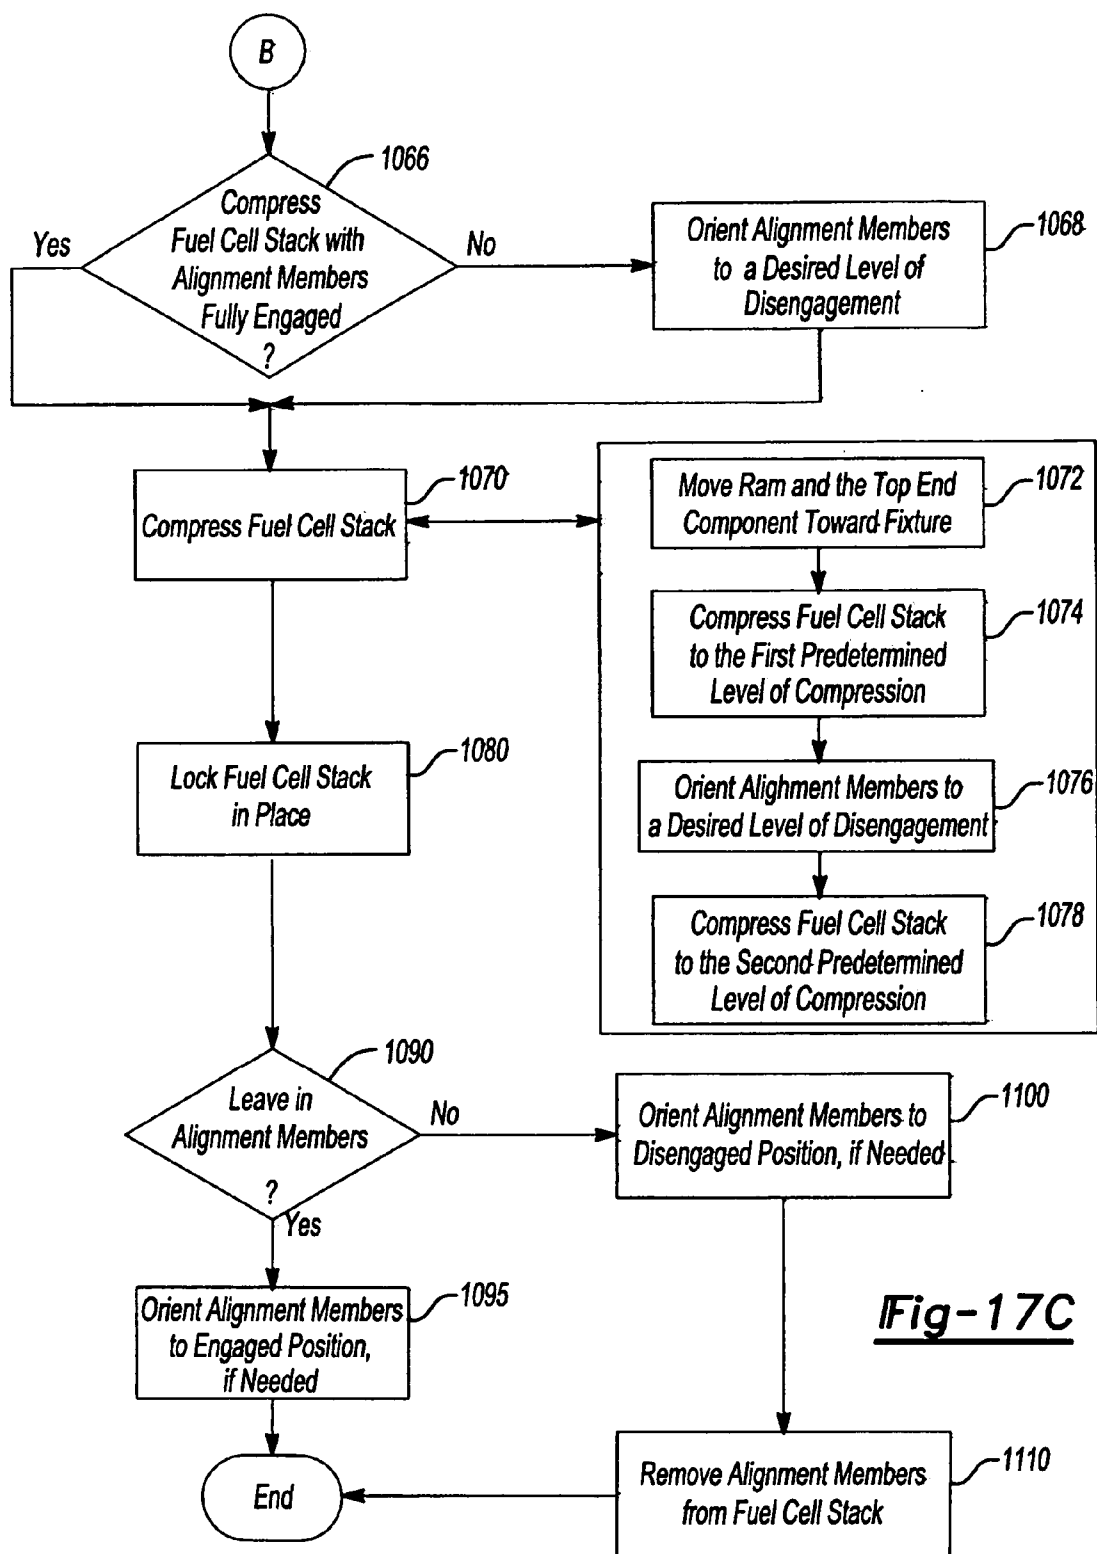 B
1066
Compress
Fuel Cell Stack with
Alignment Members
Fully Engaged
?
Yes
No
Orient Alignment Members
to a Desired Level of
Disengagement
1068
1070
Compress Fuel Cell Stack
Move Ram and the Top End
Component Toward Fixture
1072
Compress Fuel Cell Stack
to the First Predetermined
Level of Compression
1074
Orient Alighment Members to
a Desired Level of Disengagement
1076
Compress Fuel Cell Stack
to the Second Predetermined
Level of Compression
1078
1080
Lock Fuel Cell Stack
in Place
1090
Leave in
Alignment Members
?
No
Yes
Orient Alignment Members to
Disengaged Position, if Needed
1100
1095
Orient Alignment Members
to Engaged Position,
if Needed
Fig-17C
End
Remove Alignment Members
from Fuel Cell Stack
1110